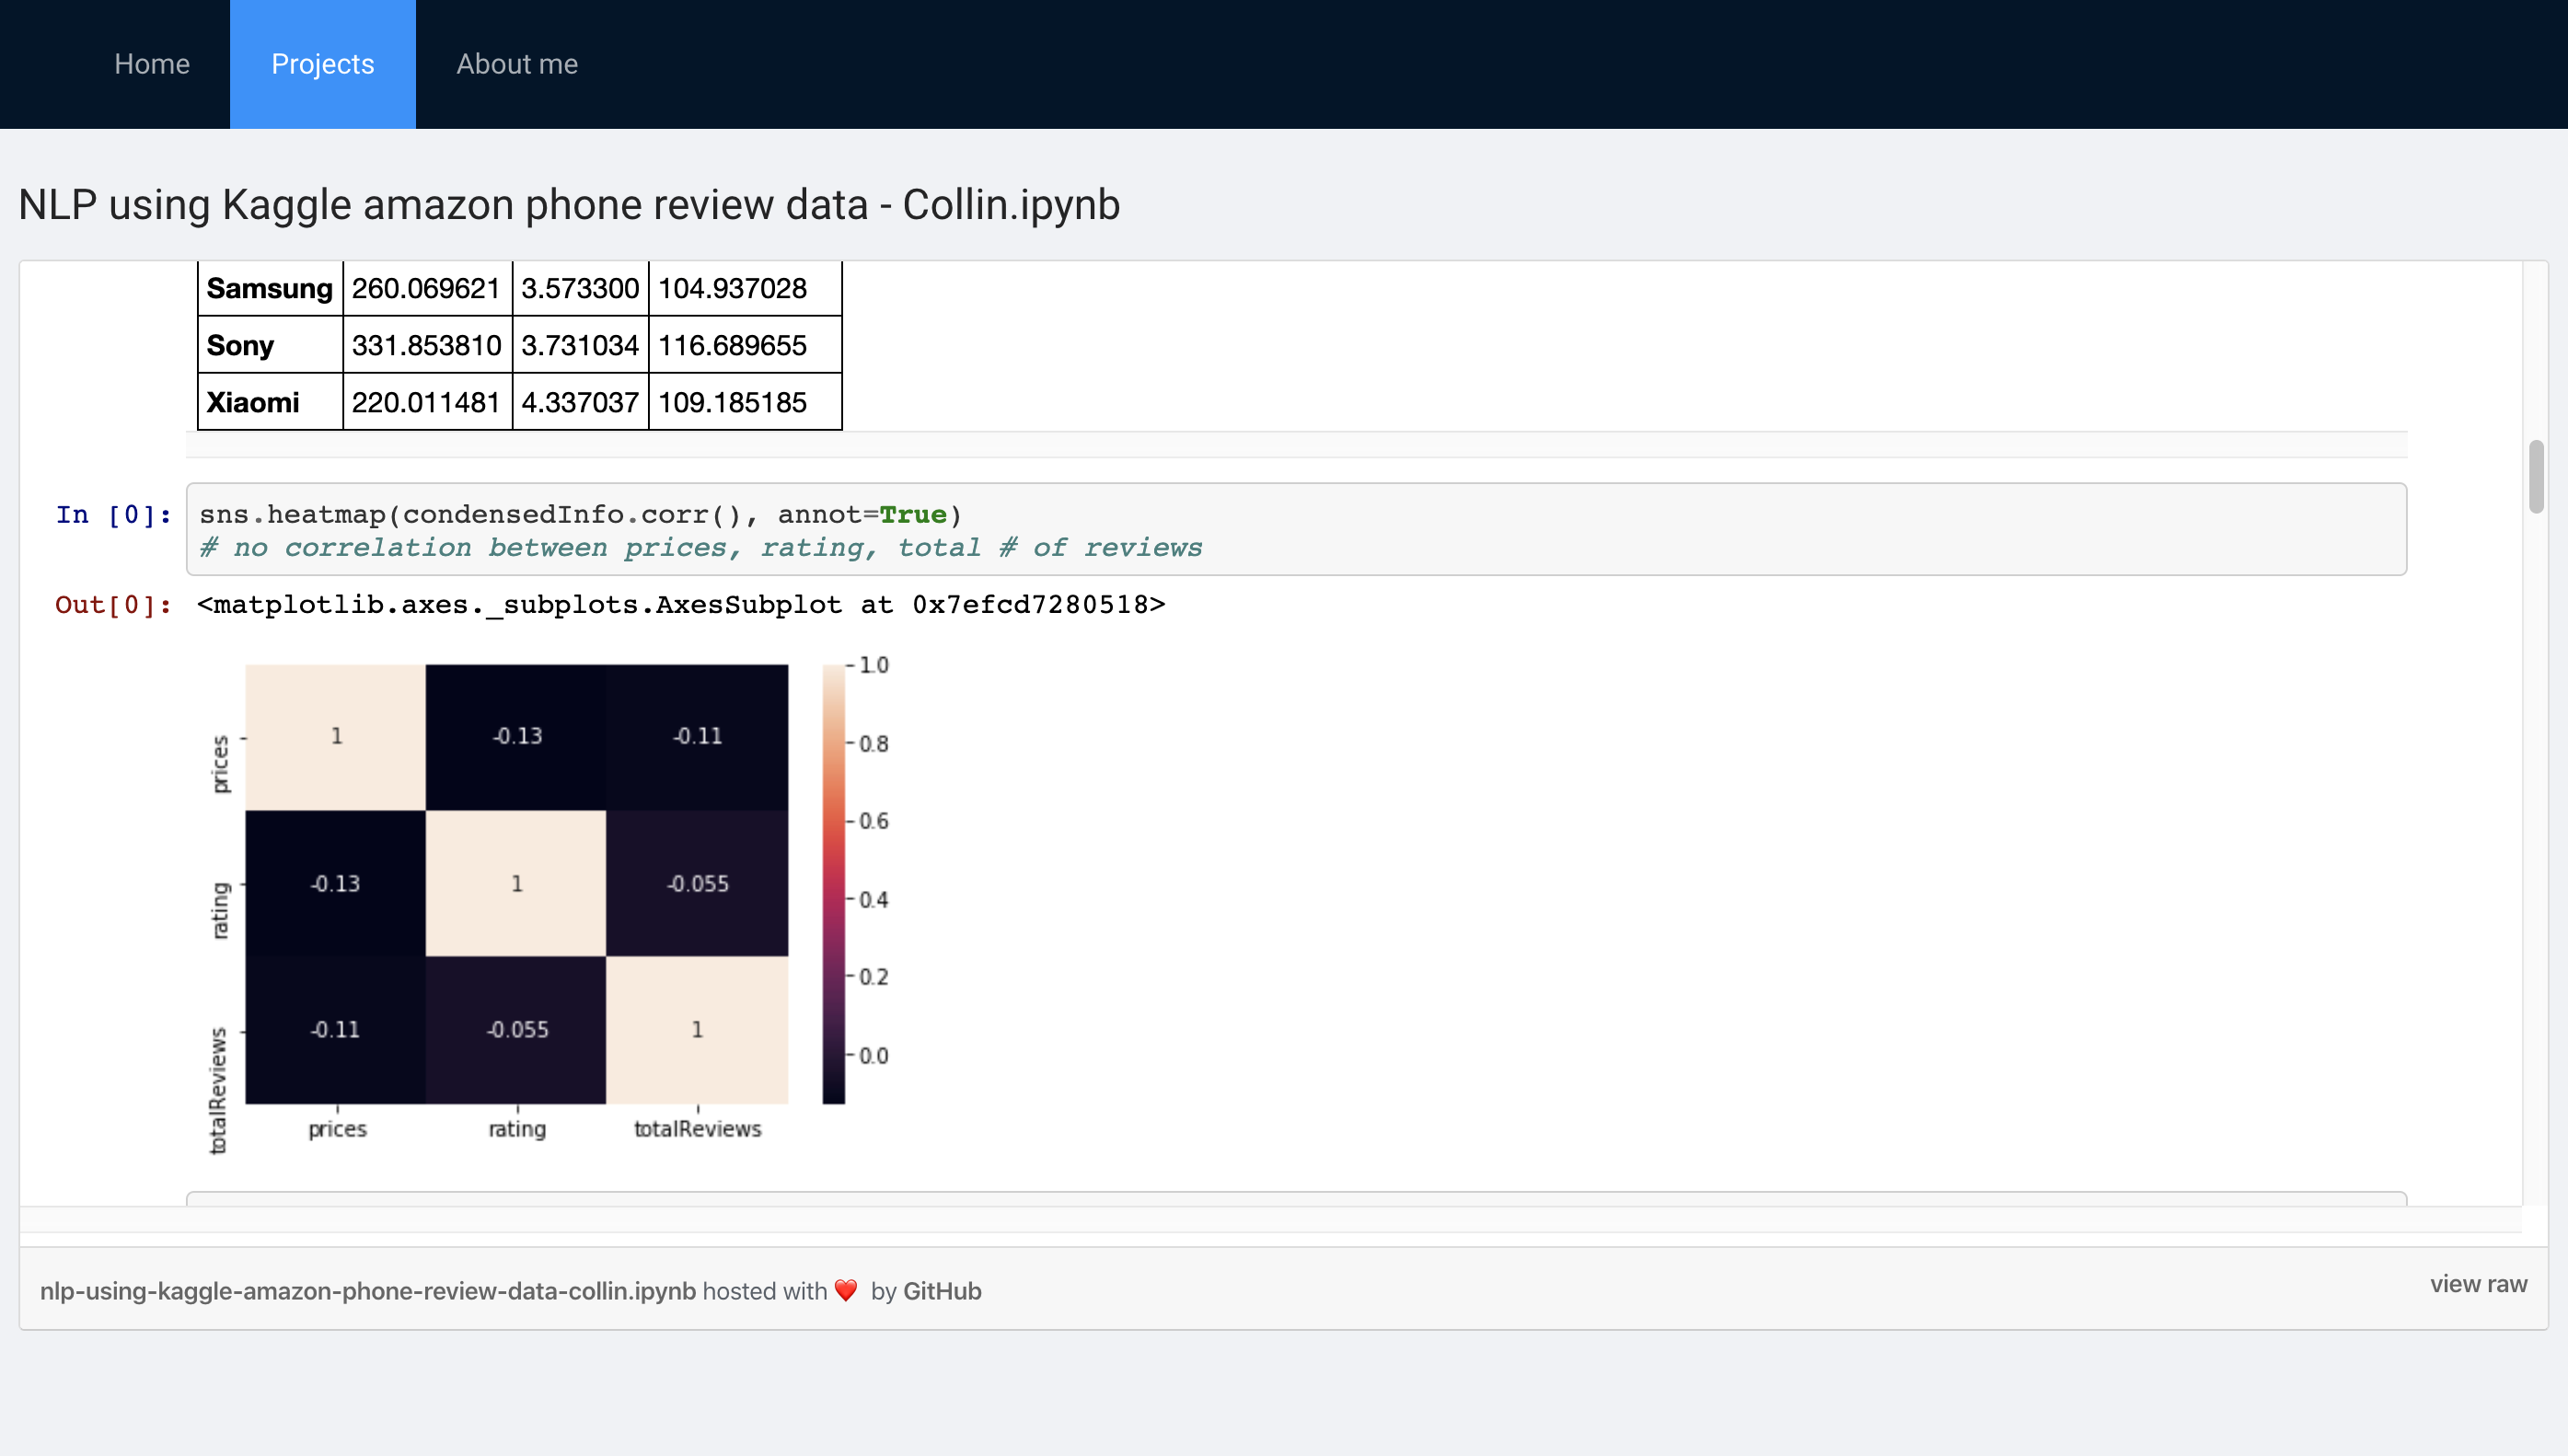 Home Projects About me
NLP using Kaggle amazon phone review data - Collin.ipynb
Samsung 260.069621 3.573300 104.937028
Sony 331.853810 3.731034 116.689655
Xiaomi 220.011481 4.337037 109.185185
In [0]: sns.heatmap(condensedInfo.corr(), annot=True)
# no correlation between prices, rating, total # of reviews
Out[0]: <matplotlib.axes._subplots.AxesSubplot at 0x7efcd7280518>
prices 1 -0.13 -0.11
rating -0.13 1 -0.055
totalReviews -0.11 -0.055 1
prices rating totalReviews
1.0
0.8
0.6
0.4
0.2
0.0
nlp-using-kaggle-amazon-phone-review-data-collin.ipynb hosted with ❤ by GitHub
view raw